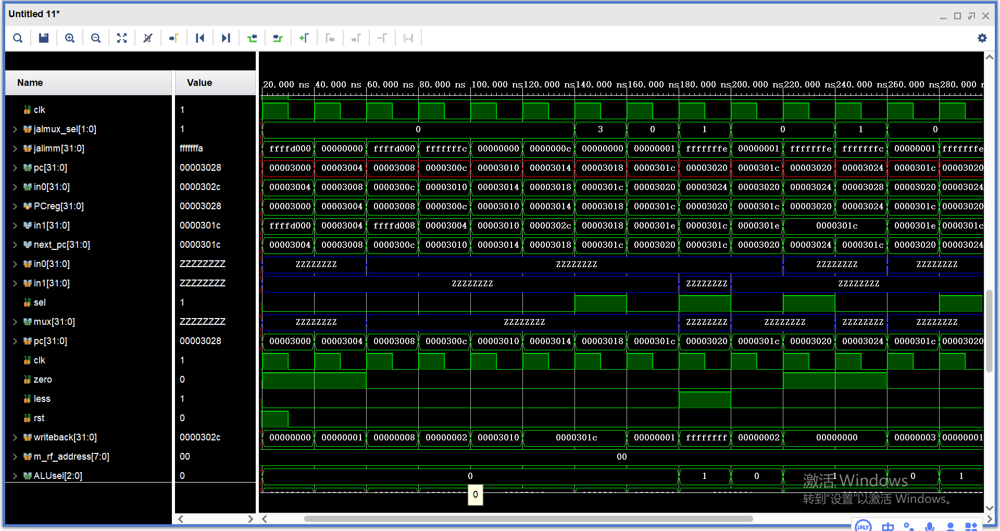 Untitled 11*
Name Value
20.000 ns 40.000 ns 60.000 ns 80.000 ns 100.000 ns 120.000 ns 140.000 ns 160.000 ns 180.000 ns 200.000 ns 220.000 ns 240.000 ns 260.000 ns 280.000
clk 1
jalmux_sel[1:0] 1 0 3 0 1 0 1 0
jalimm[31:0] fffffffa ffffd000 00000000 ffffd000 fffffffc 00000000 0000000c 00000000 00000001 fffffffe 00000001 fffffffe fffffffc 00000001 fffffffe
pc[31:0] 00003028 00003000 00003004 00003008 0000300c 00003010 00003014 00003018 0000301c 00003020 0000301c 00003020 00003024 0000301c 00003020
in0[31:0] 0000302c 00003004 00003008 0000300c 00003010 00003014 00003018 0000301c 00003020 00003024 00003020 00003024 00003028 00003020 00003024
PCreg[31:0] 00003028 00003000 00003004 00003008 0000300c 00003010 00003014 00003018 0000301c 00003020 0000301c 00003020 00003024 0000301c 00003020
in1[31:0] 0000301c ffffd000 00003004 ffffd008 00003004 00003010 0000302c 00003018 0000301e 0000301c 0000301e 0000301c 0000301e 0000301c
next_pc[31:0] 0000301c 00003004 00003008 0000300c 00003010 00003014 00003018 0000301c 00003020 0000301c 00003020 00003024 0000301c 00003020 00003024
in0[31:0] ZZZZZZZZ ZZZZZZZZ ZZZZZZZZ ZZZZZZZZ ZZZZZZZZ
in1[31:0] ZZZZZZZZ ZZZZZZZZ ZZZZZZZZ ZZZZZZZZ
sel 1
mux[31:0] ZZZZZZZZ ZZZZZZZZ ZZZZZZZZ ZZZZZZZZ ZZZZZZZZ ZZZZZZZZ ZZZZZZZZ
pc[31:0] 00003028 00003000 00003004 00003008 0000300c 00003010 00003014 00003018 0000301c 00003020 0000301c 00003020 00003024 0000301c 00003020
clk 1
zero 0
less 1
rst 0
writeback[31:0] 0000302c 00000000 00000001 00000008 00000002 00003010 0000301c 00000001 ffffffff 00000002 00000000 00000003 00000001
m_rf_address[7:0] 00 00
ALUsel[2:0] 0 0 1 0 1 0 1
激活 Windows
0
转到"设置"以激活 Windows。
iFLY 中